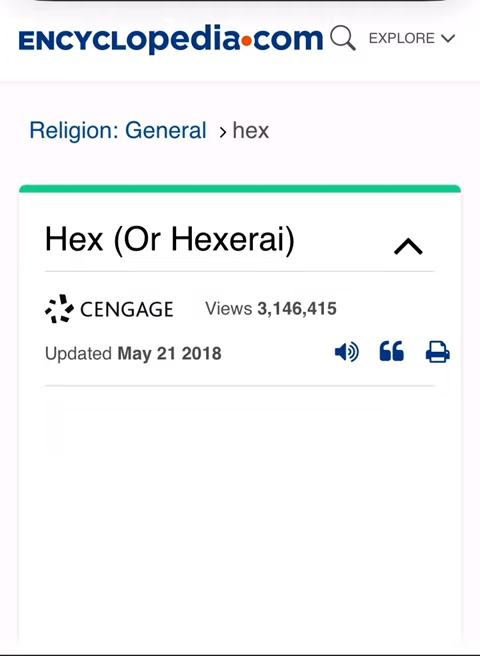 ENCYCLopedia.com EXPLORE
Religion: General > hex
Hex (Or Hexerai)
CENGAGE Views 3,146,415
Updated May 21 2018